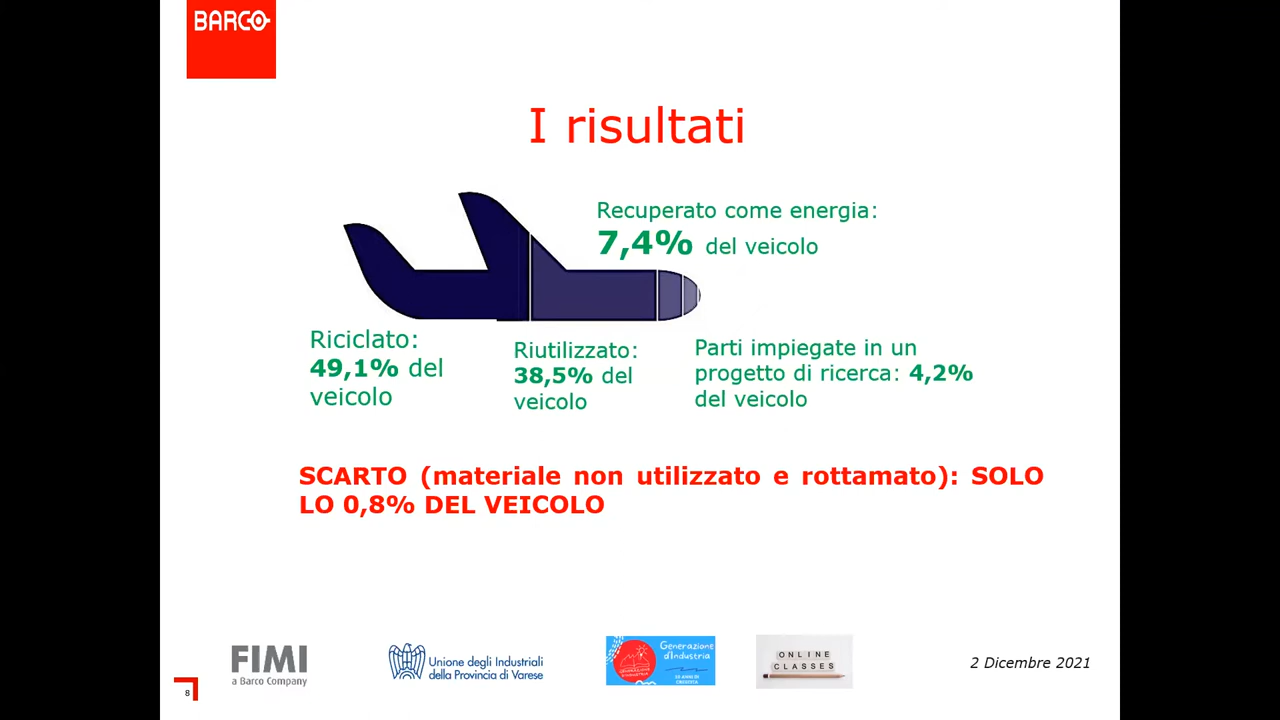 BARCO
I risultati
Recuperato come energia:
7,4% del veicolo
Riciclato:
49,1% del
veicolo
Riutilizzato:
38,5% del
veicolo
Parti impiegate in un
progetto di ricerca: 4,2%
del veicolo
SCARTO (materiale non utilizzato e rottamato): SOLO
LO 0,8% DEL VEICOLO
FIMI
a Barco Company
Unione degli Industriali
della Provincia di Varese
Generazione
d'Industria
ONLINE
CLASSES
2 Dicembre 2021
8